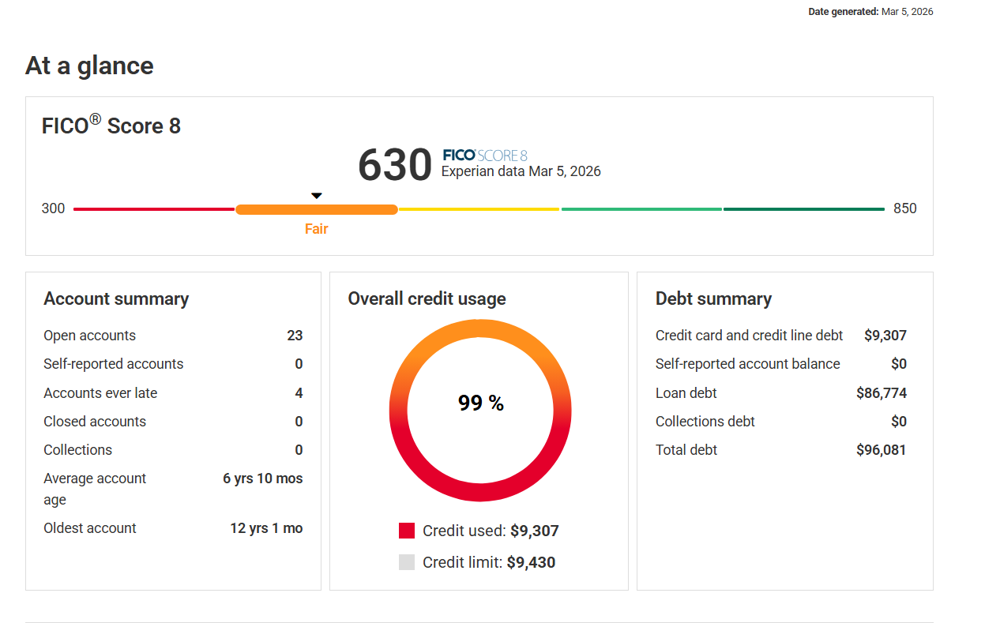 Date generated: Mar 5, 2026
At a glance
FICO® Score 8
630
FICO® SCORE 8
Experian data Mar 5, 2026
300
850
Fair
Account summary
Open accounts 23
Self-reported accounts 0
Accounts ever late 4
Closed accounts 0
Collections 0
Average account 6 yrs 10 mos
age
Oldest account 12 yrs 1 mo
Overall credit usage
99 %
Credit used: $9,307
Credit limit: $9,430
Debt summary
Credit card and credit line debt $9,307
Self-reported account balance $0
Loan debt $86,774
Collections debt $0
Total debt $96,081